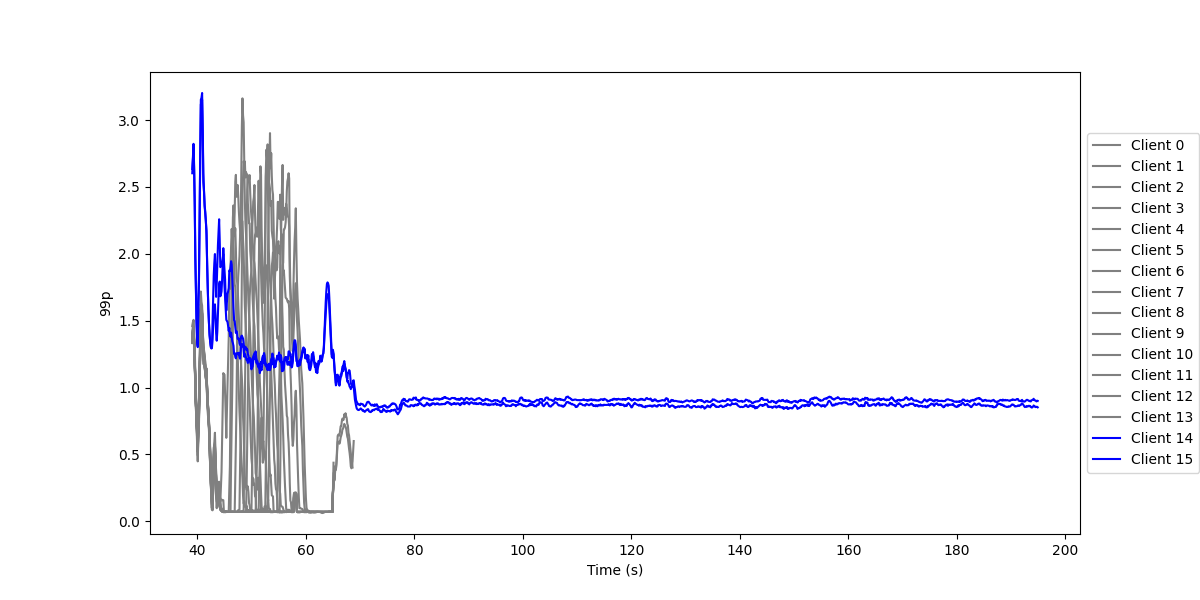 3.0
2.5
2.0
1.5
1.0
0.5
0.0
99p
40 60 80 100 120 140 160 180 200
Time (s)
Client 0
Client 1
Client 2
Client 3
Client 4
Client 5
Client 6
Client 7
Client 8
Client 9
Client 10
Client 11
Client 12
Client 13
Client 14
Client 15